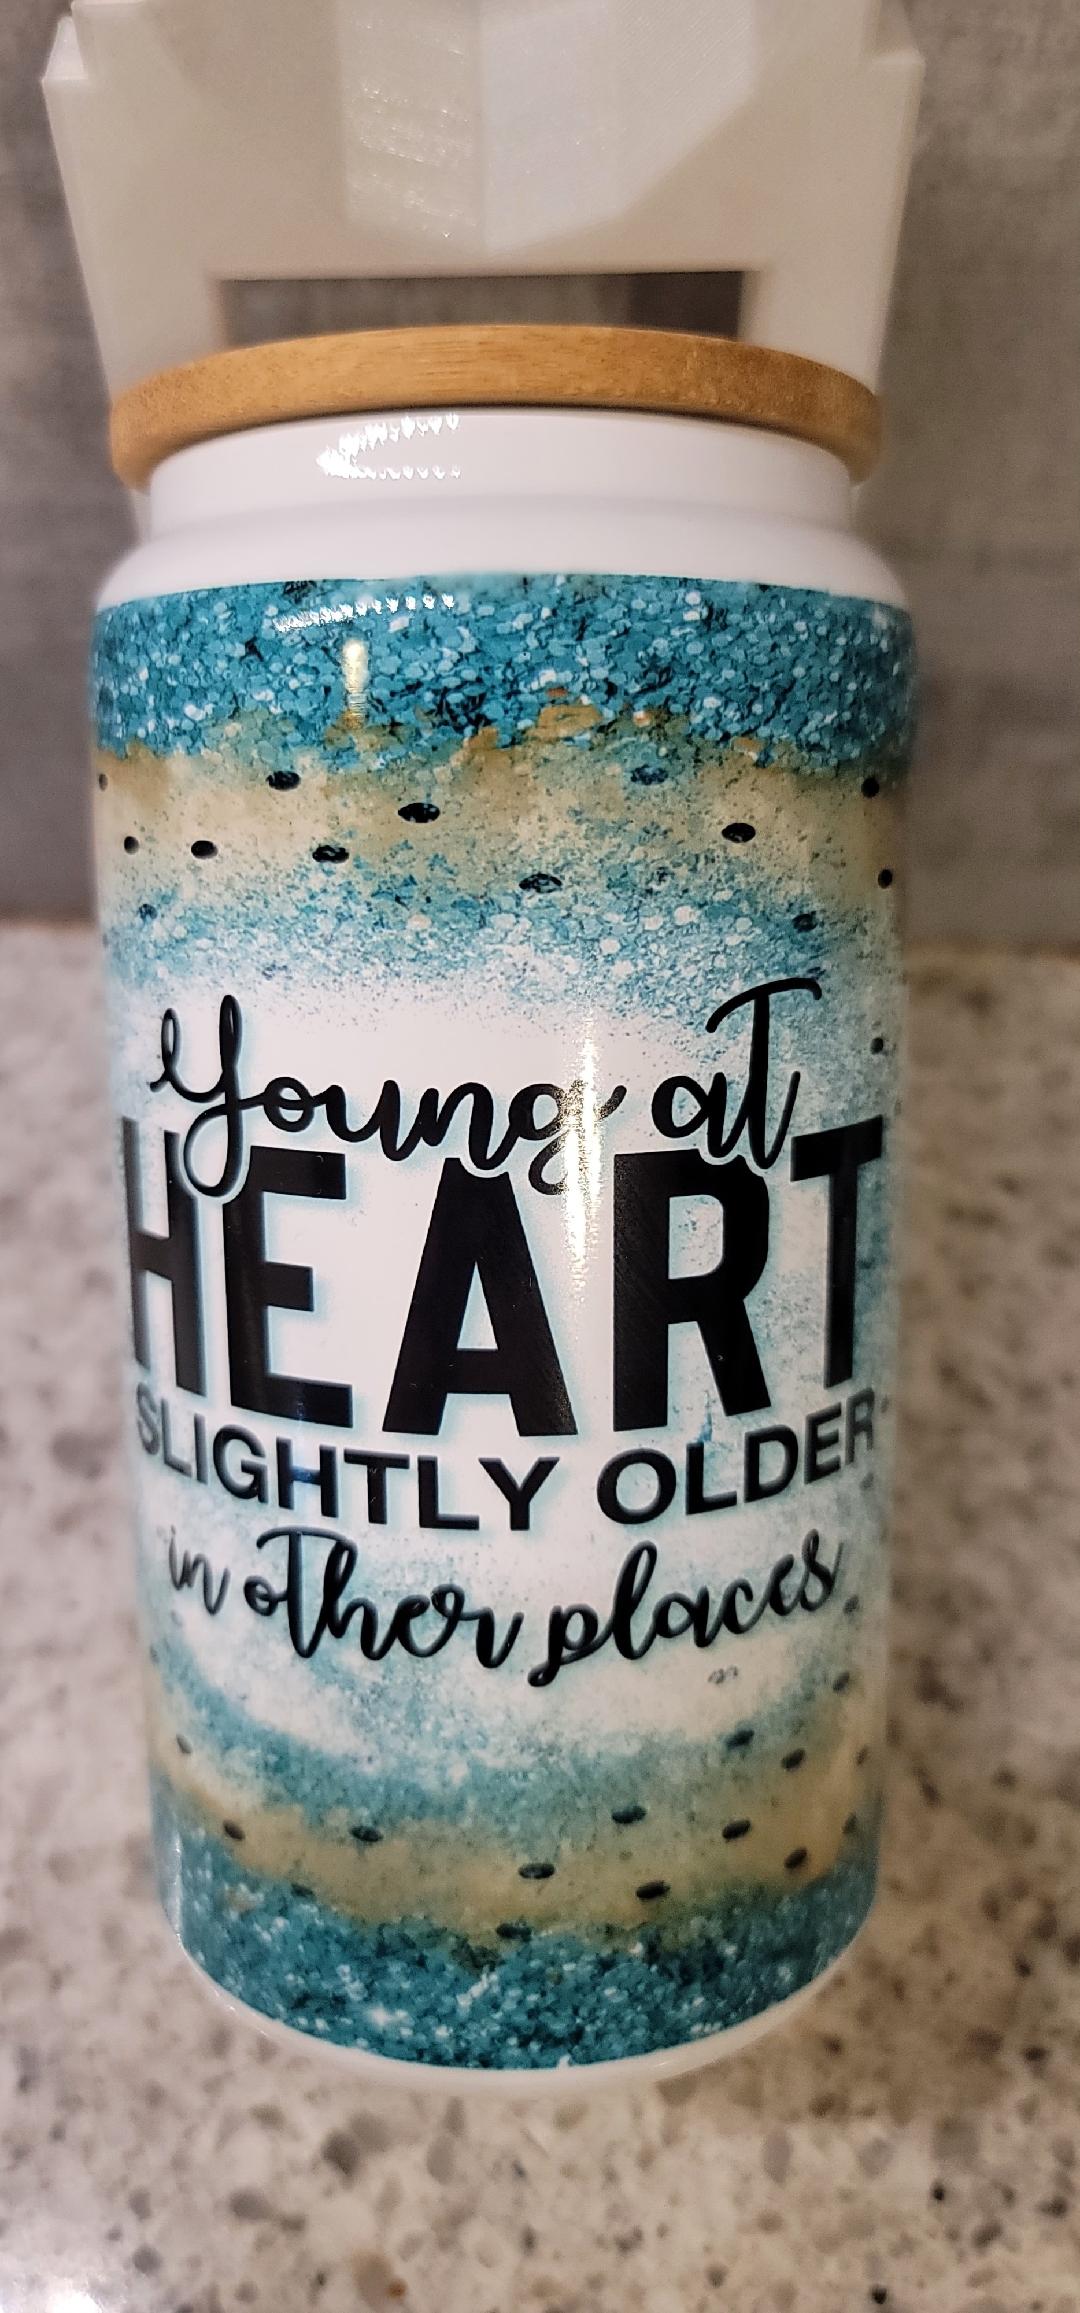 Young at
HEART
SLIGHTLY OLDER
in other places